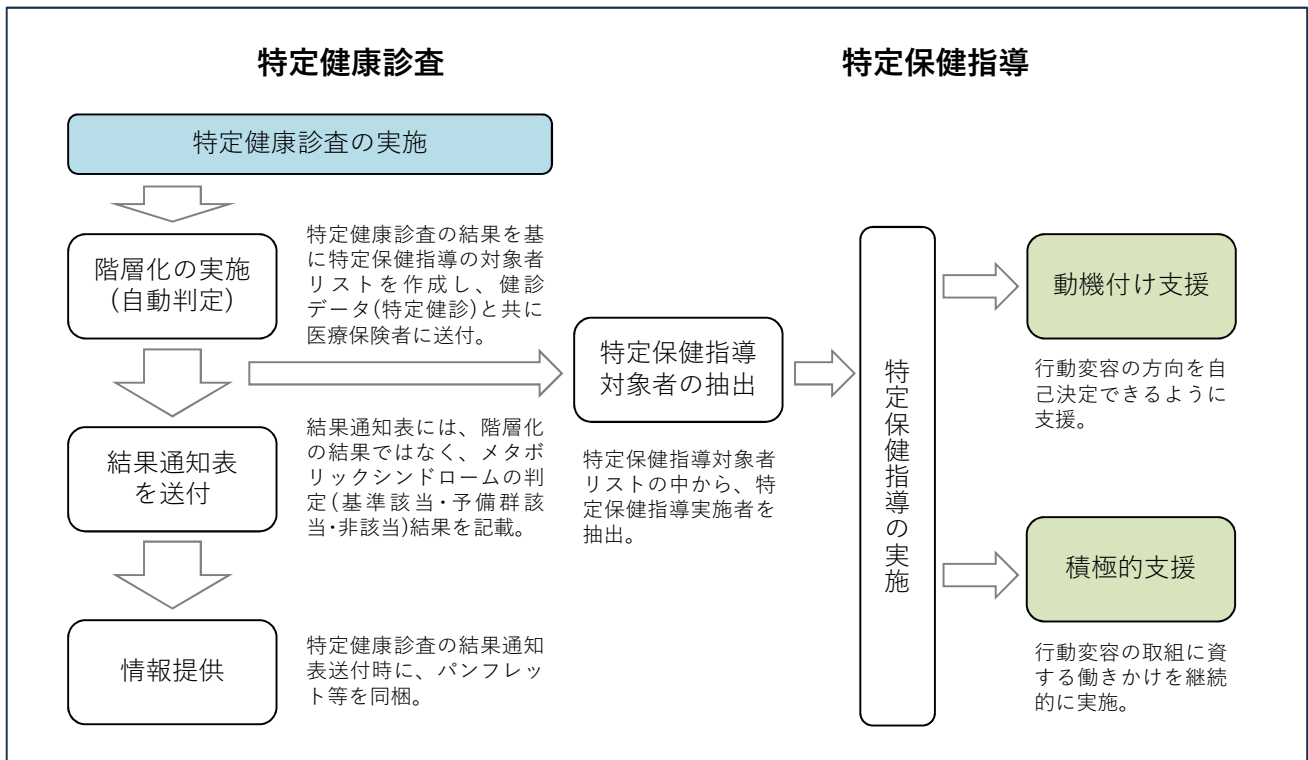 特定健康診査
特定保健指導
特定健康診査の実施
階層化の実施
(自動判定)
特定健康診査の結果を基
に特定保健指導の対象者
リストを作成し、健診
データ(特定健診)と共に
医療保険者に送付。
特定保健指導
対象者の抽出
特定保健指導対象者
リストの中から、特
定保健指導実施者を
抽出。
結果通知表
を送付
結果通知表には、階層化
の結果ではなく、メタボ
リックシンドロームの判
定(基準該当・予備群該
当・非該当)結果を記載。
情報提供
特定健康診査の結果通知
表送付時に、パンフレッ
ト等を同梱。
特定保健指導の実施
動機付け支援
行動変容の方向を自
己決定できるように
支援。
積極的支援
行動変容の取組に資
する働きかけを継続
的に実施。